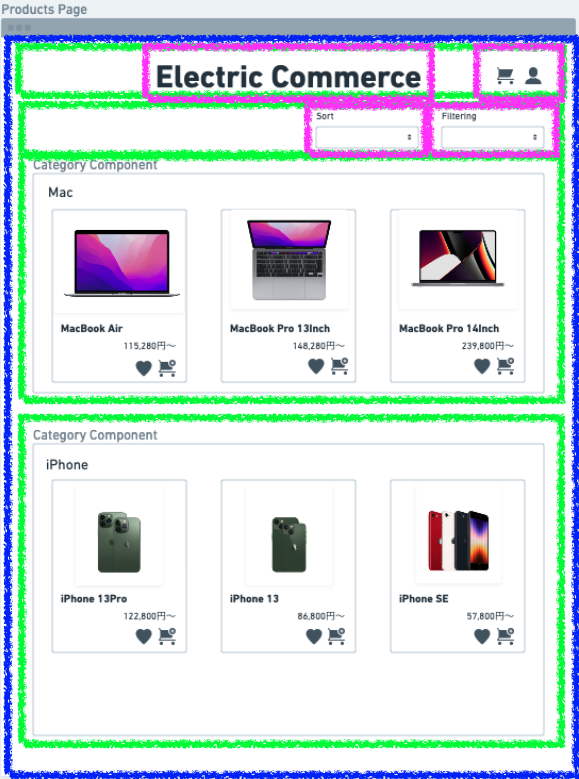 Products Page
Electric Commerce
Sort
Filtering
Category Component
Mac
MacBook Air
115,280円〜
MacBook Pro 13Inch
148,280円〜
MacBook Pro 14Inch
239,800円〜
Category Component
iPhone
iPhone 13Pro
122,800円〜
iPhone 13
86,800円〜
iPhone SE
57,800円〜